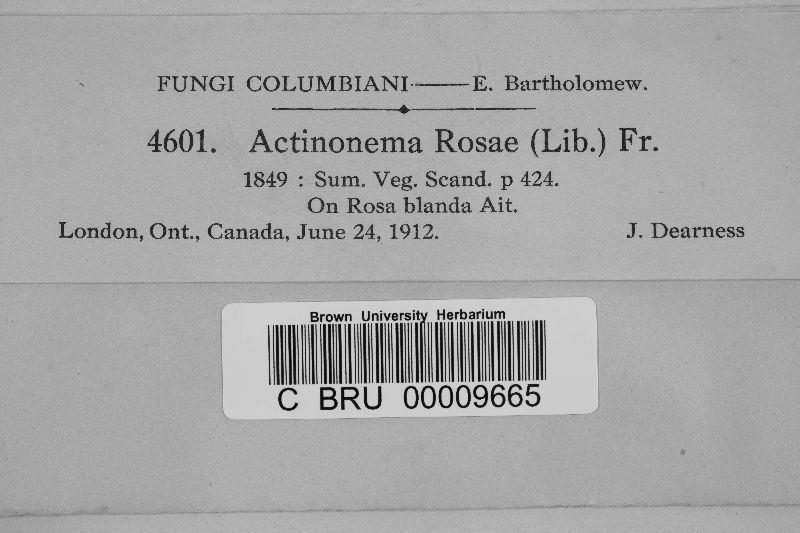 FUNGI COLUMBIANI——E. Bartholomew.
4601. Actinonema Rosae (Lib.) Fr.
1849 : Sum. Veg. Scand. p 424.
On Rosa blanda Ait.
London, Ont., Canada, June 24, 1912. J. Dearness
Brown University Herbarium
C BRU 00009665